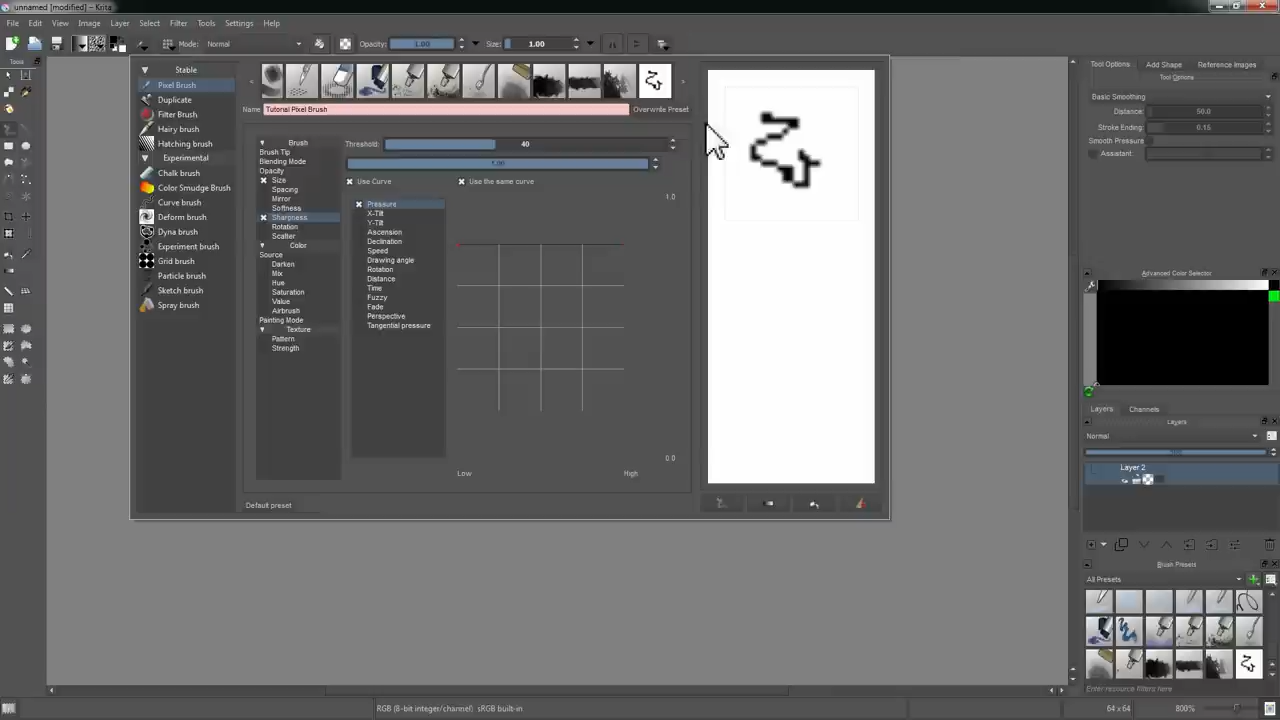 unnamed [modified] - Krita
File Edit View Image Layer Select Filter Tools Settings Help
Mode: Normal Opacity: 1.00 Size: 1.00
Tools
Stable
Pixel Brush
Duplicate
Filter Brush
Hairy brush
Hatching brush
Experimental
Chalk brush
Color Smudge Brush
Curve brush
Deform brush
Dyna brush
Experiment brush
Grid brush
Particle brush
Sketch brush
Spray brush
Name Tutorial Pixel Brush Overwrite Preset
Brush
Brush Tip
Blending Mode
Opacity
Size
Spacing
Mirror
Softness
Sharpness
Rotation
Scatter
Color
Source
Darken
Mix
Hue
Saturation
Value
Airbrush
Painting Mode
Texture
Pattern
Strength
Threshold: 40
1.00
Use Curve Use the same curve
Pressure
X-Tilt
Y-Tilt
Ascension
Declination
Speed
Drawing angle
Rotation
Distance
Time
Fuzzy
Fade
Perspective
Tangential pressure
1.0
0.0
Low High
Default preset
Tool Options Add Shape Reference Images
Tool Options
Basic Smoothing
Distance: 50.0
Stroke Ending: 0.15
Smooth Pressure
Assistant:
Advanced Color Selector
Layers Channels
Layers
Normal
Layer 2
Brush Presets
All Presets
Enter resource filters here
RGB (8-bit integer/channel) sRGB built-in 64 x 64 800%